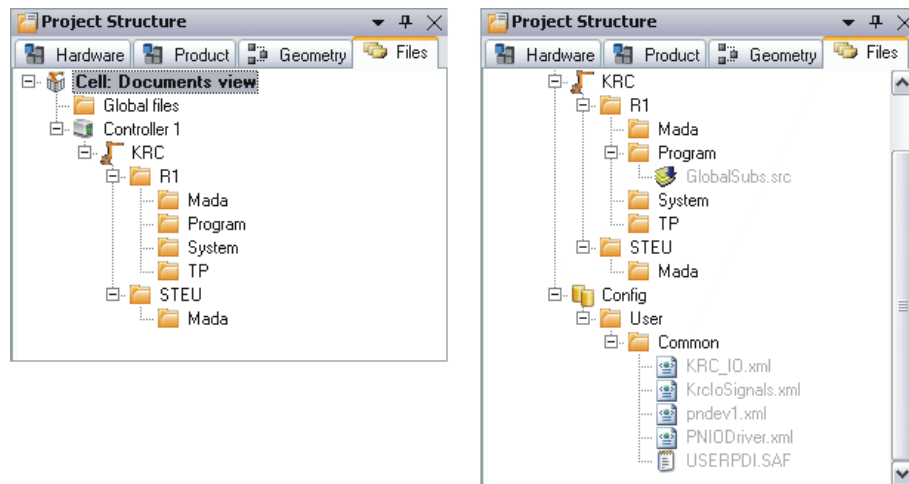 Project Structure
Hardware Product Geometry Files
Cell: Documents view
Global files
Controller 1
KRC
R1
Mada
Program
System
TP
STEU
Mada
Project Structure
Hardware Product Geometry Files
KRC
R1
Mada
Program
GlobalSubs.src
System
TP
STEU
Mada
Config
User
Common
KRC_IO.xml
KrcIoSignals.xml
pndev1.xml
PNIODriver.xml
USERPDI.SAF